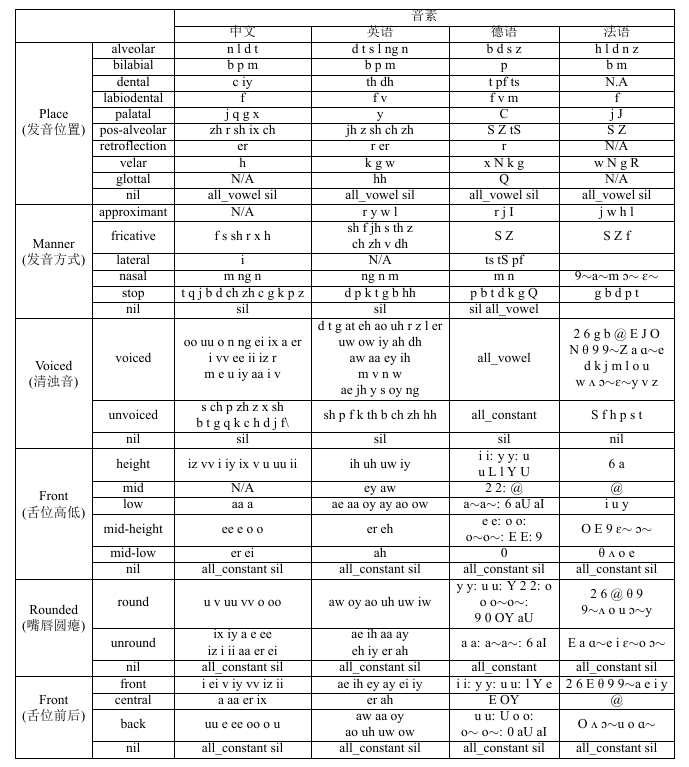 音素
中文 英语 德语 法语
Place
(发音位置)
alveolar n l d t d t s l ng n b d s z h l d n z
bilabial b p m b p m p b m
dental c iy th dh t pf ts N.A
labiodental f f v f v m f
palatal j q g x y C j J
pos-alveolar zh r sh ix ch jh z sh ch zh S Z tS S Z
retroflection er r er r N/A
velar h k g w x N k g w N g R
glottal N/A hh Q N/A
nil all_vowel sil all_vowel sil all_vowel sil all_vowel sil
Manner
(发音方式)
approximant N/A r y w l r j I j w h l
fricative f s sh r x h sh f jh s th z
ch zh v dh S Z S Z f
lateral i N/A ts tS pf
nasal m ng n ng n m m n 9~a~m ɔ~ ε~
stop t q j b d ch zh c g k p z d p k t g b hh p b t d k g Q g b d p t
nil sil sil sil all_vowel
Voiced
(清浊音)
voiced
oo uu o n ng ei ix a er
i vv ee ii iz r
m e u iy aa i v
d t g at eh ao uh r z l er
uw ow iy ah dh
aw aa ey ih
m v n w
ae jh y s oy ng
all_vowel
2 6 g b @ E J O
N θ 9 9~Z a ɑ~e
d k j m l o u
w ʌ ɔ~ε~y v z
unvoiced
s ch p zh z x sh
b t g q k c h d j f\
sh p f k th b ch zh hh all_constant S f h p s t
nil sil sil sil nil
Front
(舌位高低)
height iz vv i iy ix v u uu ii ih uh uw iy
i i: y y: u
u L l Y U
6 a
mid N/A ey aw 2 2: @ @
low aa a ae aa oy ay ao ow a~a~: 6 aU aI i u y
mid-height ee e o o er eh
e e: o o:
o~o~: E E: 9
O E 9 ε~ ɔ~
mid-low er ei ah 0 θ ʌ o e
nil all_constant sil all_constant sil all_constant sil all_constant sil
Rounded
(嘴唇圆瘪)
round u v uu vv o oo aw oy ao uh uw iw
y y: u u: Y 2 2: o
o o~o~:
9 0 OY aU
2 6 @ θ 9
9~ʌ o u ɔ~y
unround
ix iy a e ee
iz i ii aa er ei
ae ih aa ay
eh iy er ah
a a: a~a~: 6 aI E a ɑ~e i ε~o ɔ~
nil all_constant sil all_constant sil all_constant all_constant sil
Front
(舌位前后)
front i ei v iy vv iz ii ae ih ey ay ei iy i i: y y: u u: l Y e 2 6 E θ 9 9~a e i y
central a aa er ix er ah E OY @
back uu e ee oo o u
aw aa oy
ao uh uw ow
u u: U o o:
o~ o~: 0 aU aI
O ʌ ɔ~u o ɑ~
nil all_constant sil all_constant sil all_constant sil all_constant sil